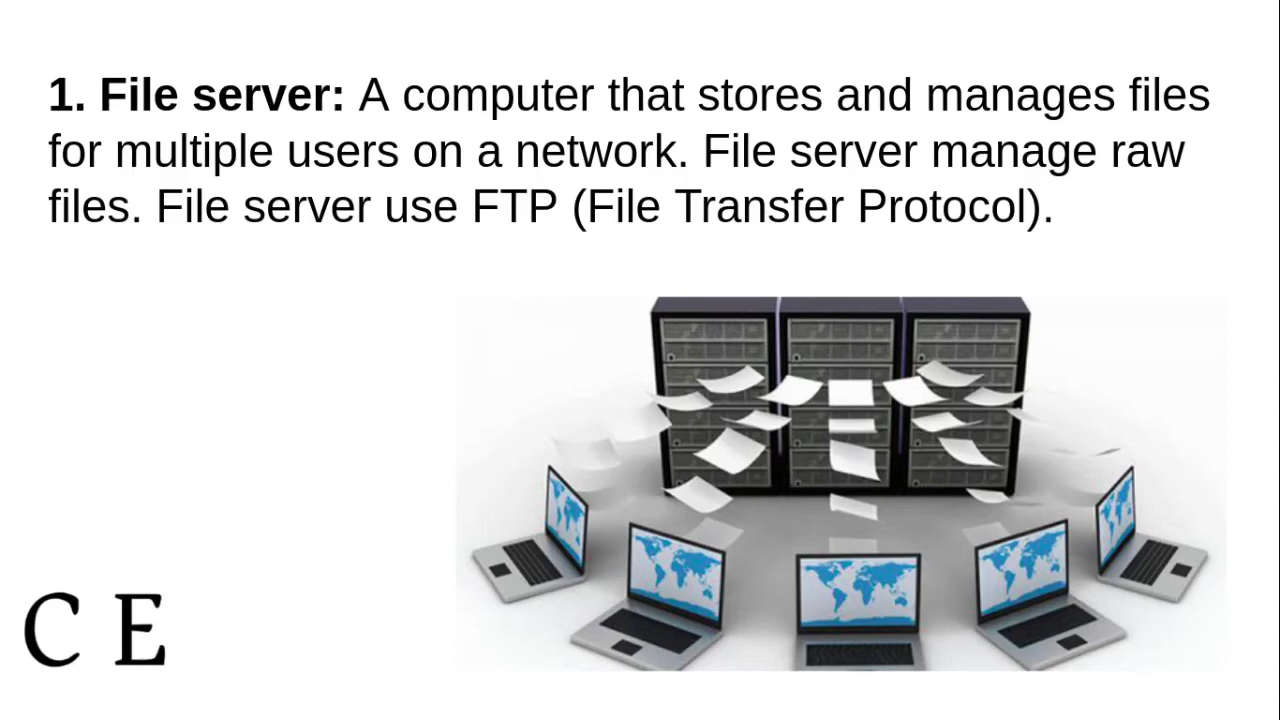 1. File server: A computer that stores and manages files
for multiple users on a network. File server manage raw
files. File server use FTP (File Transfer Protocol).
C E